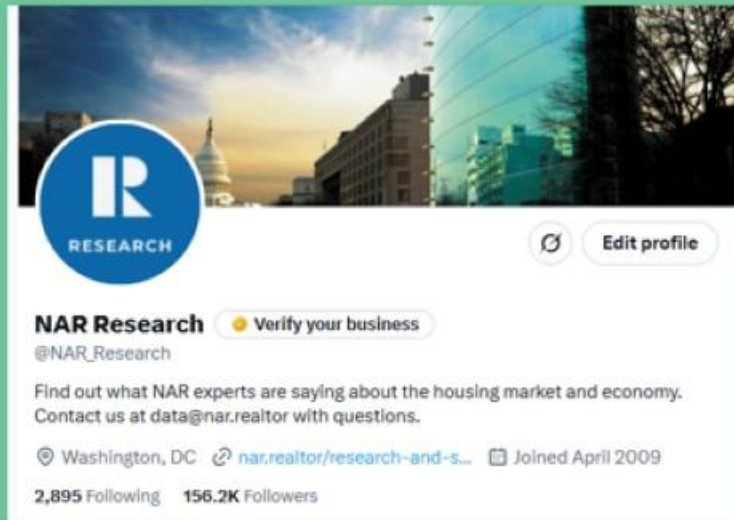 R
RESEARCH
Edit profile
NAR Research Verify your business
@NAR_Research
Find out what NAR experts are saying about the housing market and economy.
Contact us at data@nar.realtor with questions.
Washington, DC nar.realtor/research-and-s... Joined April 2009
2,895 Following 156.2K Followers